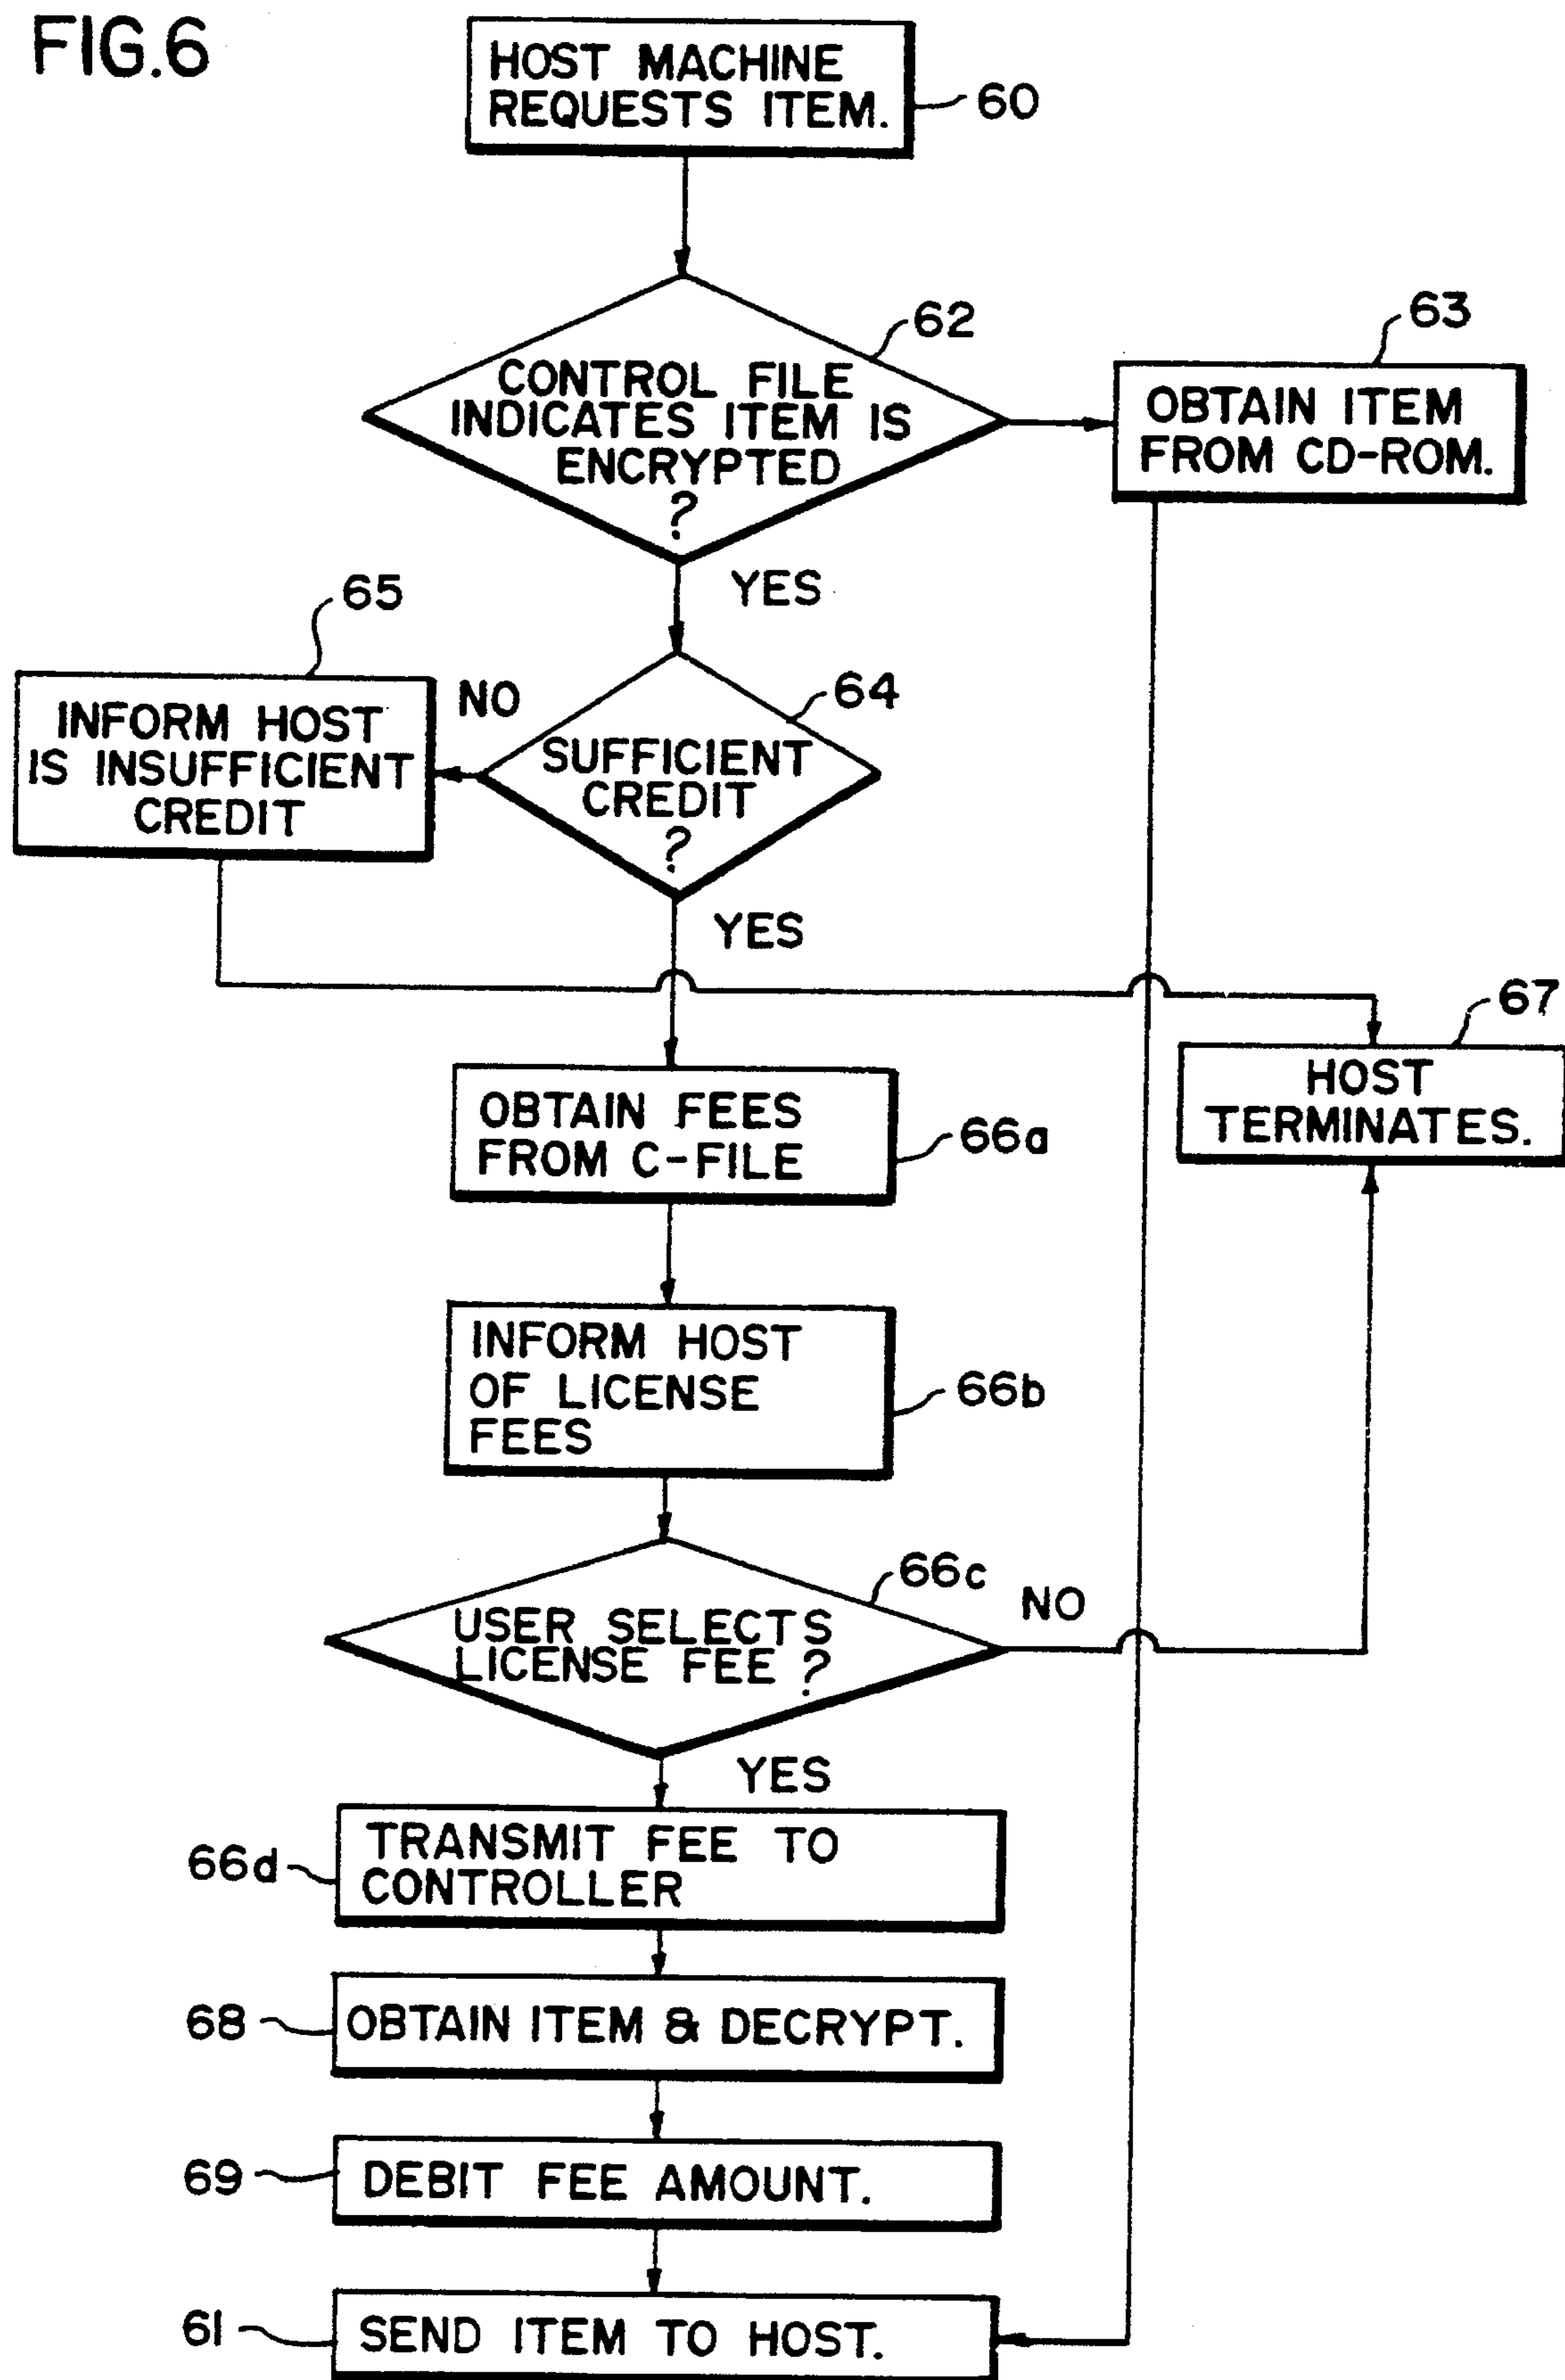 FIG.6
HOST MACHINE
REQUESTS ITEM.
60
62
CONTROL FILE
INDICATES ITEM IS
ENCRYPTED
?
63
OBTAIN ITEM
FROM CD-ROM.
YES
65
INFORM HOST
IS INSUFFICIENT
CREDIT
NO
64
SUFFICIENT
CREDIT
?
YES
67
HOST
TERMINATES.
OBTAIN FEES
FROM C-FILE
66a
INFORM HOST
OF LICENSE
FEES
66b
66c
USER SELECTS
LICENSE FEE ?
NO
YES
66d
TRANSMIT FEE TO
CONTROLLER
68
OBTAIN ITEM & DECRYPT.
69
DEBIT FEE AMOUNT.
61
SEND ITEM TO HOST.